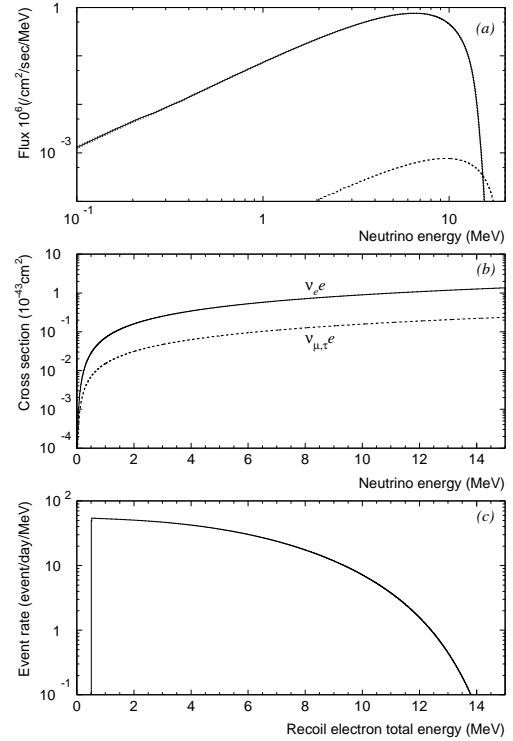 Flux 10^6(/cm^2/sec/MeV)
1
10^-3
(a)
10^-1 1 10
Neutrino energy (MeV)
Cross section (10^-43cm^2)
10
1
10^-1
10^-2
10^-3
10^-4
(b)
ν_e e
ν_μ,τ e
0 2 4 6 8 10 12 14
Neutrino energy (MeV)
Event rate (event/day/MeV)
10^2
10
1
10^-1
(c)
0 2 4 6 8 10 12 14
Recoil electron total energy (MeV)